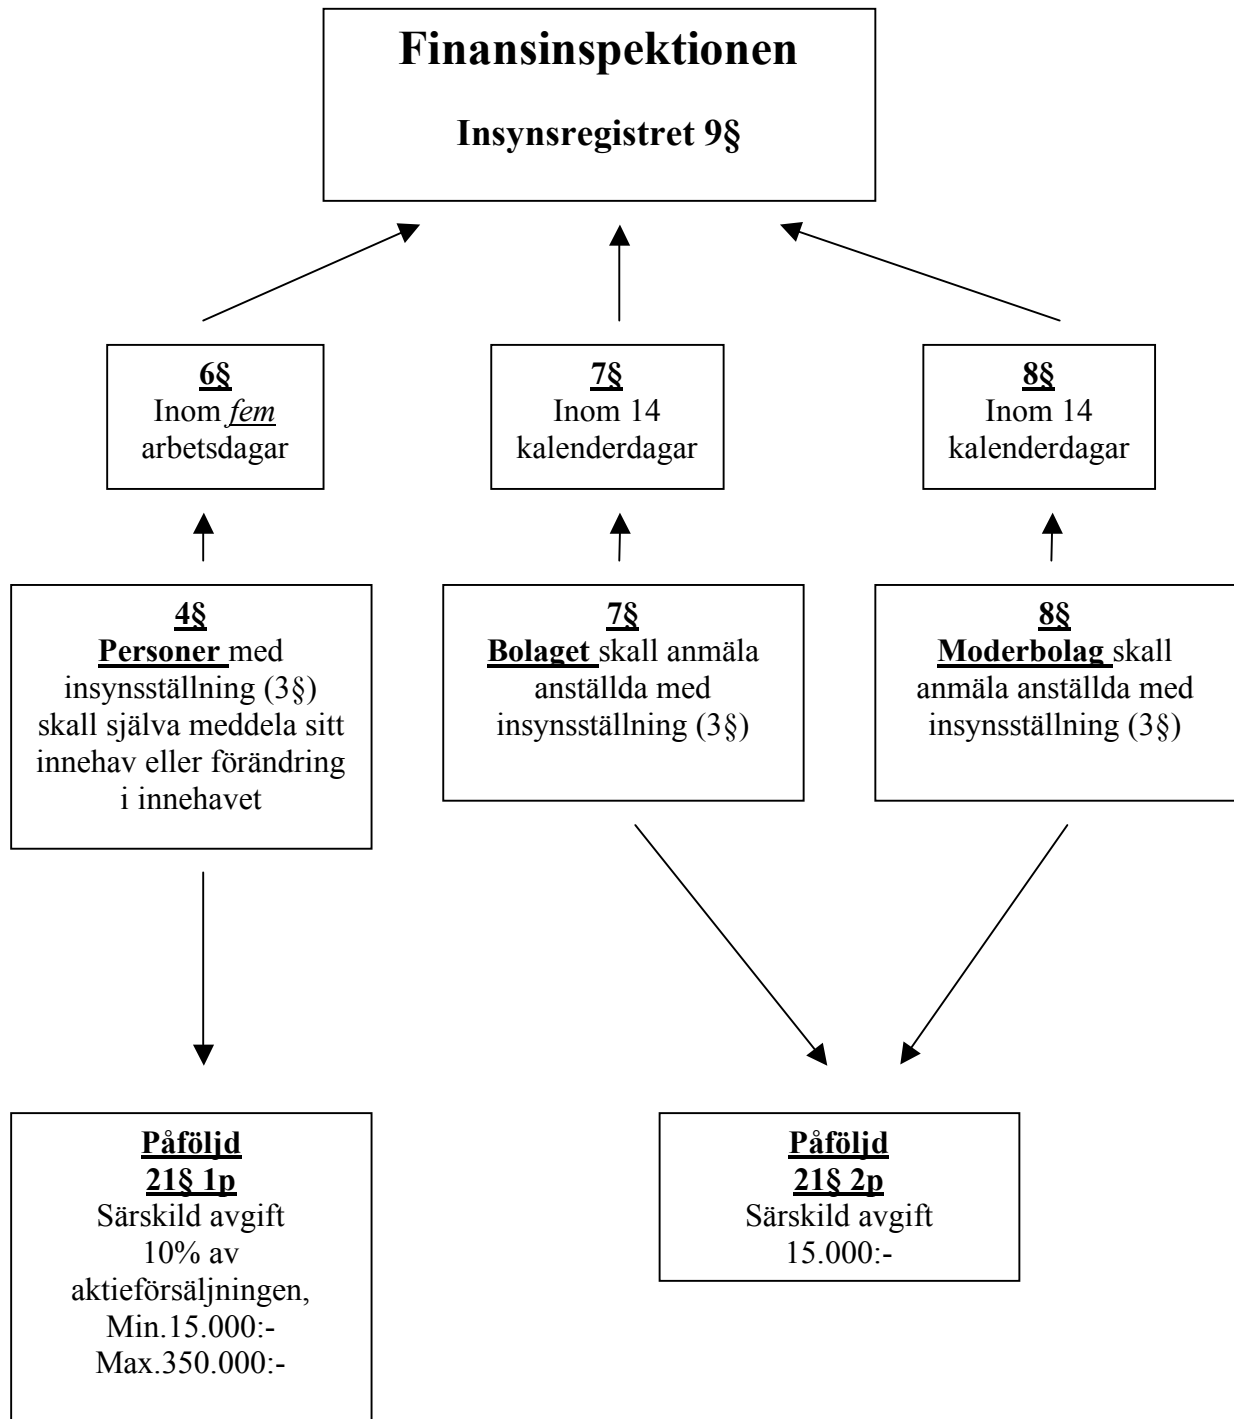 Finansinspektionen
Insynsregistret 9§
6§
Inom fem
arbetsdagar
7§
Inom 14
kalenderdagar
8§
Inom 14
kalenderdagar
4§
Personer med
insynsställning (3§)
skall själva meddela sitt
innehav eller förändring
i innehavet
7§
Bolaget skall anmäla
anställda med
insynsställning (3§)
8§
Moderbolag skall
anmäla anställda med
insynsställning (3§)
Påföljd
21§ 1p
Särskild avgift
10% av
aktieförsäljningen,
Min.15.000:-
Max.350.000:-
Påföljd
21§ 2p
Särskild avgift
15.000:-